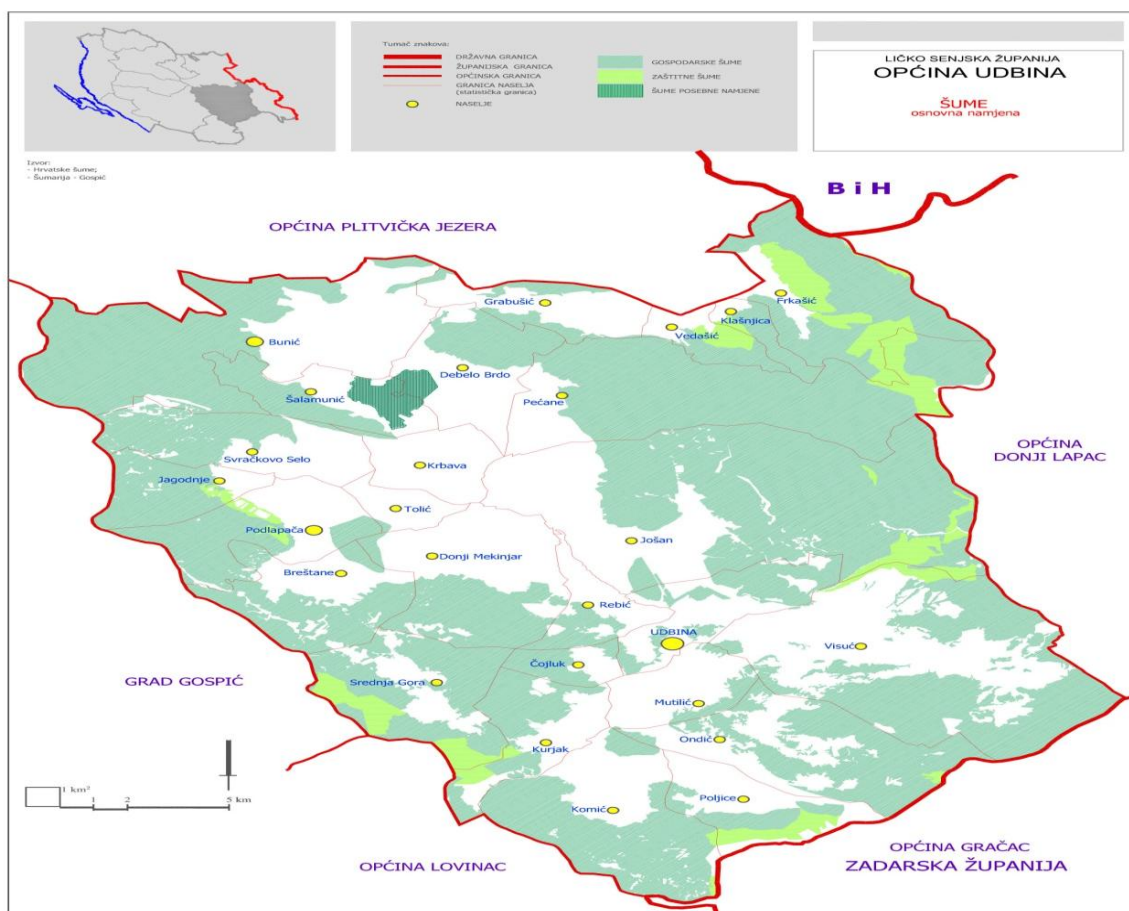 Tumač znakova:
DRŽAVNA GRANICA
ŽUPANIJSKA GRANICA
OPĆINSKA GRANICA
GRANICA NASELJA
(statistička granica)
NASELJE
GOSPODARSKE ŠUME
ZAŠTITNE ŠUME
ŠUME POSEBNE NAMJENE
LIČKO SENJSKA ŽUPANIJA
OPĆINA UDBINA
ŠUME
osnovna namjena
Izvor:
- Hrvatske šume;
- Šumarija - Gospić
B i H
OPĆINA PLITVIČKA JEZERA
Frkašić
Grabušić
Klašnjica
Vedašić
Bunić
Debelo Brdo
Šalamunić
Pećane
OPĆINA
DONJI LAPAC
Svračkovo Selo
Krbava
Jagodnje
Tolić
Podlapača
Jošan
Donji Mekinjar
Breštane
Rebić
UDBINA
Visuć
Čojluk
GRAD GOSPIĆ
Srednja Gora
Mutilić
Ondić
Kurjak
1 km²
1
2
5 km
Poljice
Komić
OPĆINA GRAČAC
ZADARSKA ŽUPANIJA
OPĆINA LOVINAC